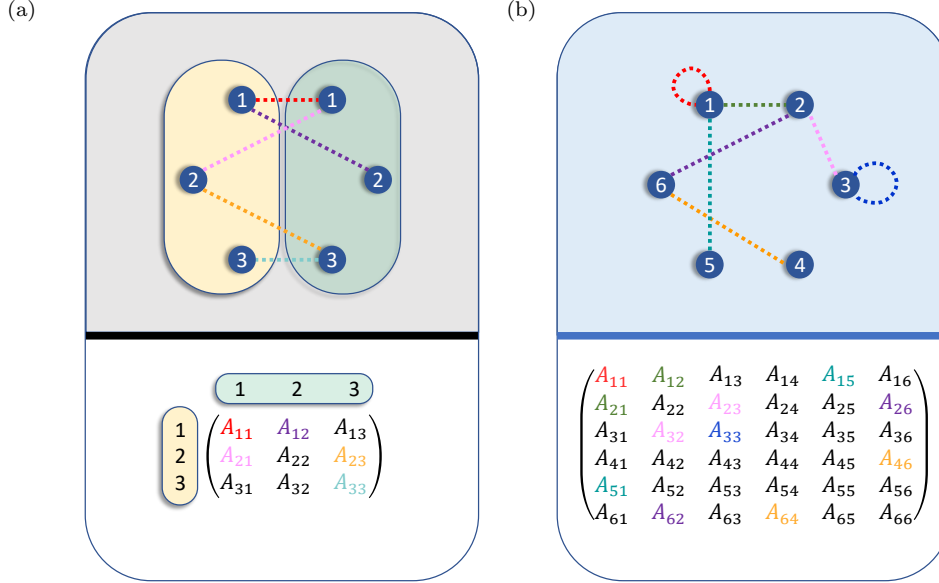 (a)
1 1
2 2
3 3
1 2 3
1 A₁₁ A₁₂ A₁₃
2 A₂₁ A₂₂ A₂₃
3 A₃₁ A₃₂ A₃₃
(b)
1 2
6 3
5 4
A₁₁ A₁₂ A₁₃ A₁₄ A₁₅ A₁₆
A₂₁ A₂₂ A₂₃ A₂₄ A₂₅ A₂₆
A₃₁ A₃₂ A₃₃ A₃₄ A₃₅ A₃₆
A₄₁ A₄₂ A₄₃ A₄₄ A₄₅ A₄₆
A₅₁ A₅₂ A₅₃ A₅₄ A₅₅ A₅₆
A₆₁ A₆₂ A₆₃ A₆₄ A₆₅ A₆₆